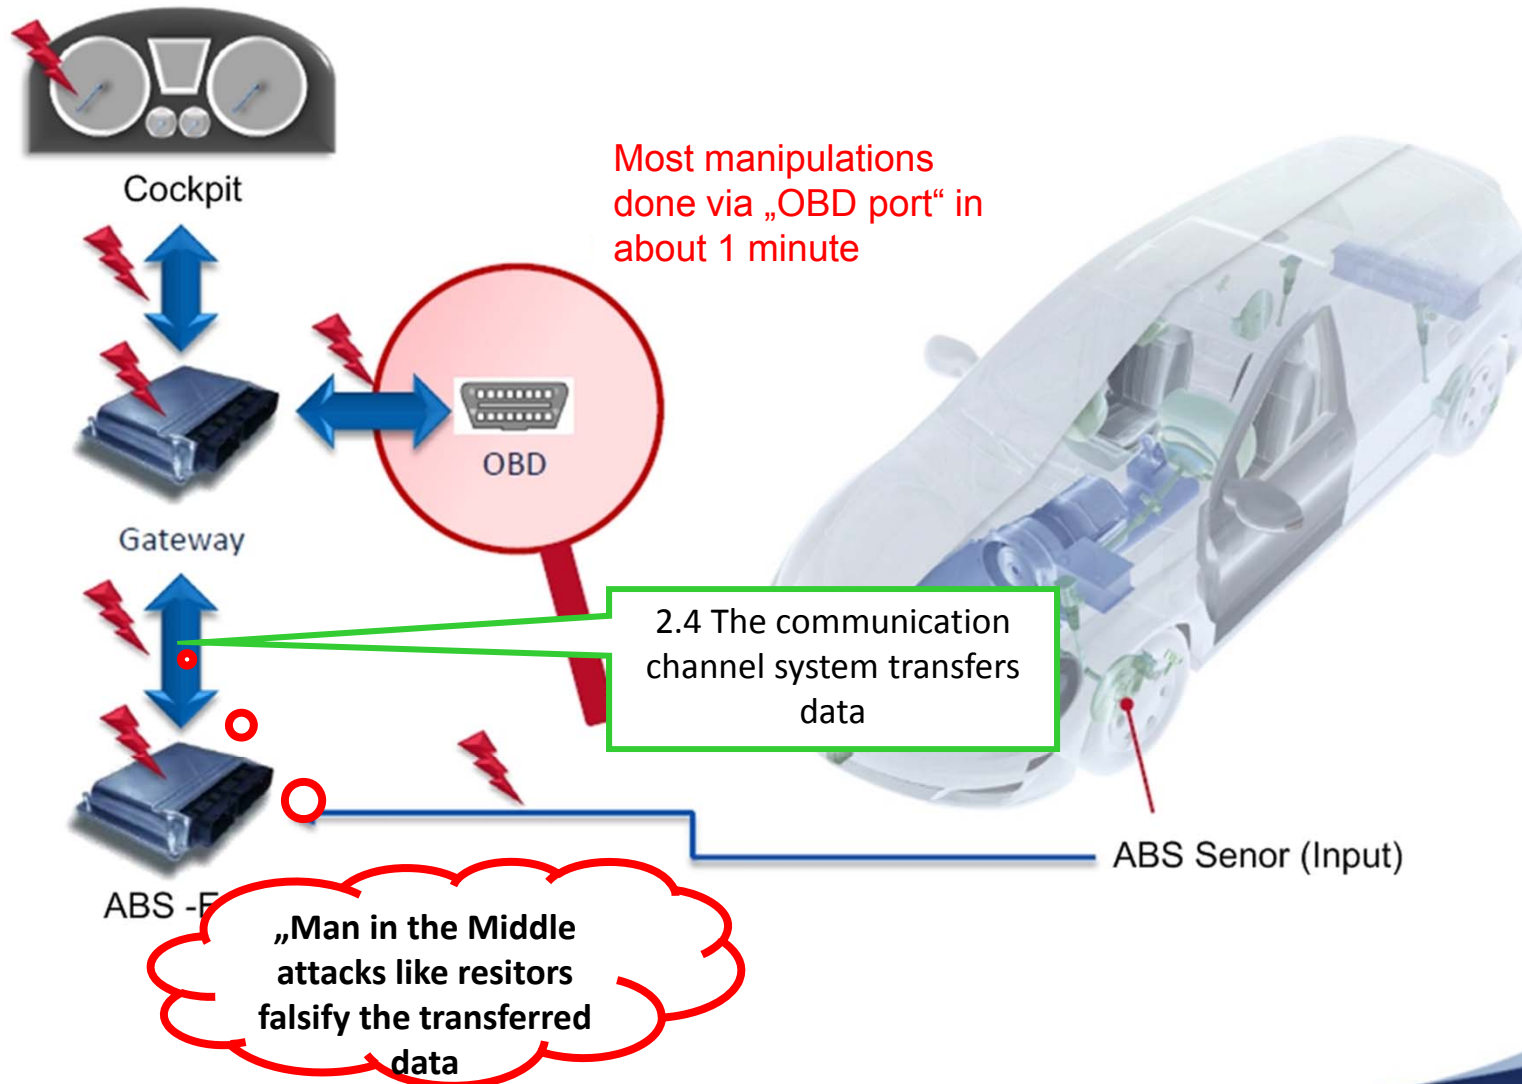 Cockpit
Most manipulations
done via „OBD port“ in
about 1 minute
OBD
Gateway
2.4 The communication
channel system transfers
data
ABS Senor (Input)
ABS -
„Man in the Middle
attacks like resitors
falsify the transferred
data